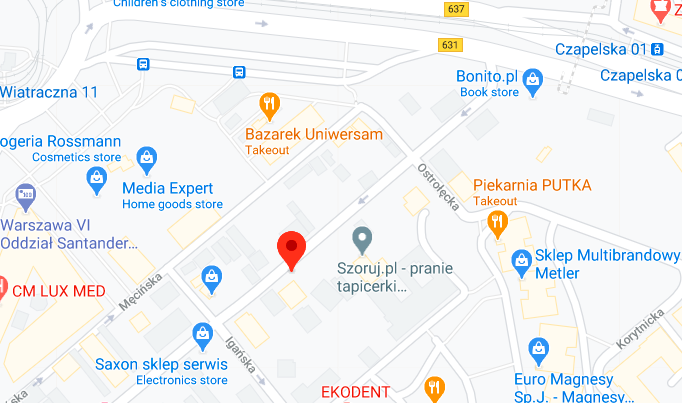 Children's clothing store
637
631
Czapelska 01
Czapelska 0
Bonito.pl
Book store
Wiatraczna 11
Bazarek Uniwersam
Takeout
ogeria Rossmann
Cosmetics store
Media Expert
Home goods store
Ostrołęcka
Piekarnia PUTKA
Takeout
Warszawa VI
Oddział Santander...
Sklep Multibrandowy.
Metler
Szoruj.pl - pranie
tapicerki...
CM LUX MED
Męcińska
Igańska
Korytnicka
Saxon sklep serwis
Electronics store
Euro Magnesy
Sp.J. - Magnesy...
EKODENT
ńska